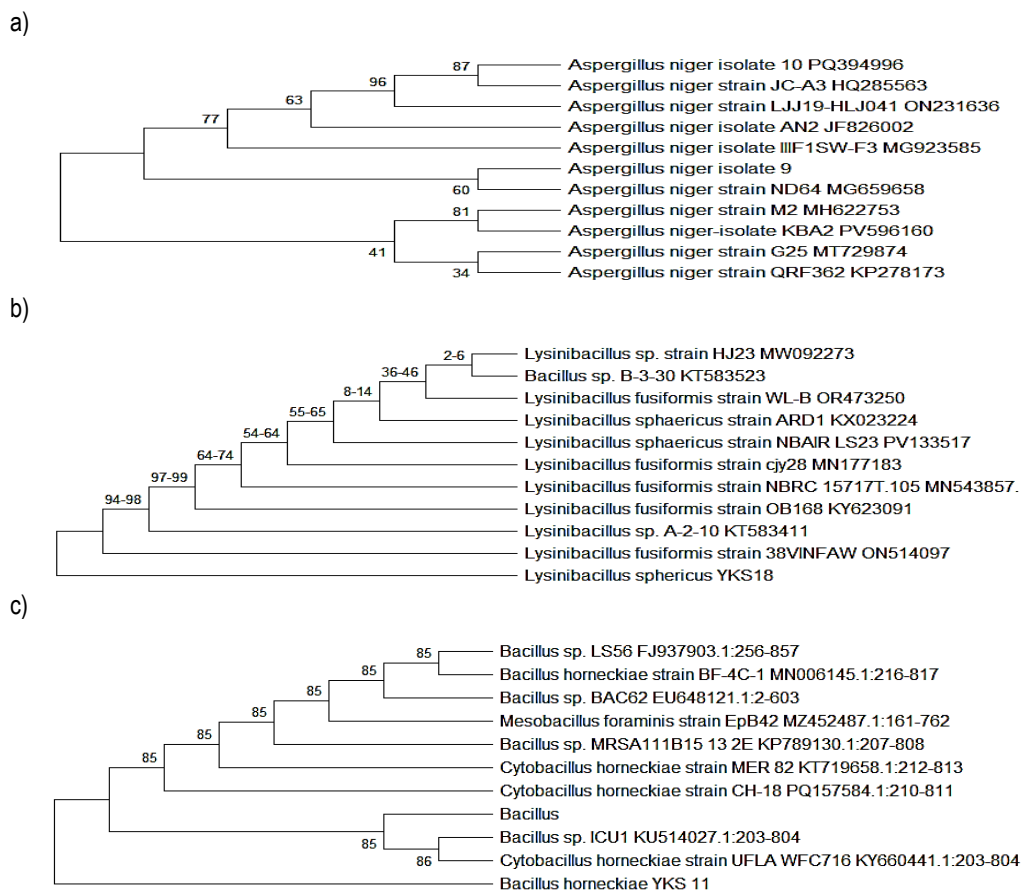 a)
87
Aspergillus niger isolate 10 PQ394996
96
Aspergillus niger strain JC-A3 HQ285563
63
Aspergillus niger strain LJJ19-HLJ041 ON231636
77
Aspergillus niger isolate AN2 JF826002
Aspergillus niger isolate IIIF1SW-F3 MG923585
Aspergillus niger isolate 9
60
Aspergillus niger strain ND64 MG659658
81
Aspergillus niger strain M2 MH622753
Aspergillus niger-isolate KBA2 PV596160
41
Aspergillus niger strain G25 MT729874
34
Aspergillus niger strain QRF362 KP278173
b)
2-6
Lysinibacillus sp. strain HJ23 MW092273
36-46
Bacillus sp. B-3-30 KT583523
8-14
Lysinibacillus fusiformis strain WL-B OR473250
55-65
Lysinibacillus sphaericus strain ARD1 KX023224
54-64
Lysinibacillus sphaericus strain NBAIR LS23 PV133517
64-74
Lysinibacillus fusiformis strain cjy28 MN177183
97-99
Lysinibacillus fusiformis strain NBRC 15717T.105 MN543857.
94-98
Lysinibacillus fusiformis strain OB168 KY623091
Lysinibacillus sp. A-2-10 KT583411
Lysinibacillus fusiformis strain 38VINFAW ON514097
Lysinibacillus sphericus YKS18
c)
85
Bacillus sp. LS56 FJ937903.1:256-857
85
Bacillus horneckiae strain BF-4C-1 MN006145.1:216-817
85
Bacillus sp. BAC62 EU648121.1:2-603
85
Mesobacillus foraminis strain EpB42 MZ452487.1:161-762
85
Bacillus sp. MRSA111B15 13 2E KP789130.1:207-808
85
Cytobacillus horneckiae strain MER 82 KT719658.1:212-813
Cytobacillus horneckiae strain CH-18 PQ157584.1:210-811
Bacillus
85
Bacillus sp. ICU1 KU514027.1:203-804
86
Cytobacillus horneckiae strain UFLA WFC716 KY660441.1:203-804
Bacillus horneckiae YKS 11